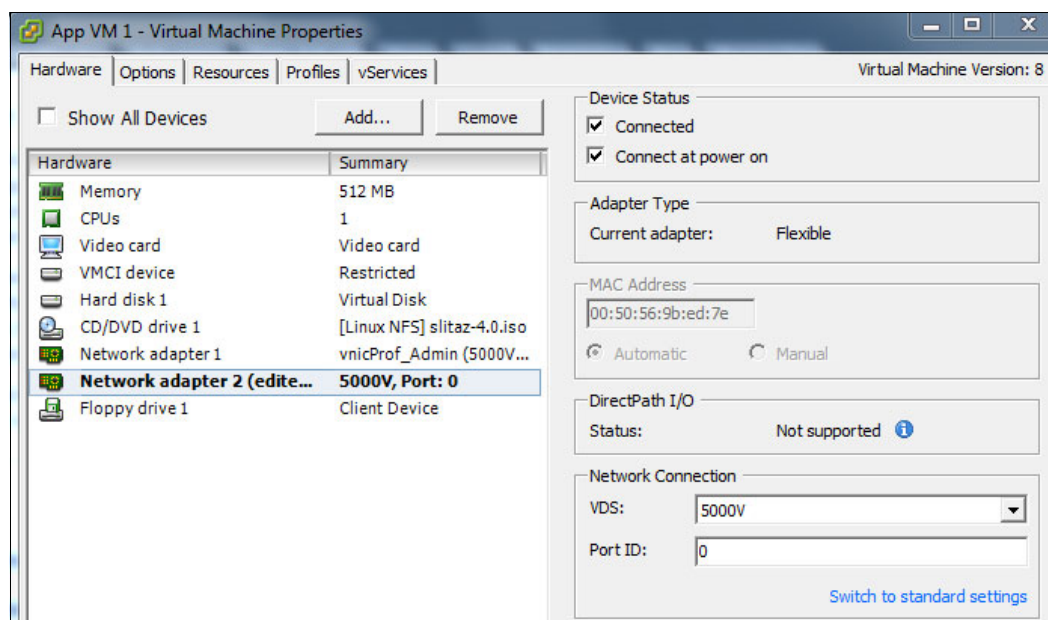 App VM 1 - Virtual Machine Properties
Hardware Options Resources Profiles vServices Virtual Machine Version: 8
Show All Devices Add... Remove
Hardware Summary
Memory 512 MB
CPUs 1
Video card Video card
VMCI device Restricted
Hard disk 1 Virtual Disk
CD/DVD drive 1 [Linux NFS] slitaz-4.0.iso
Network adapter 1 vnicProf_Admin (5000V...
Network adapter 2 (edite... 5000V, Port: 0
Floppy drive 1 Client Device
Device Status
Connected
Connect at power on
Adapter Type
Current adapter: Flexible
MAC Address
00:50:56:9b:ed:7e
Automatic Manual
DirectPath I/O
Status: Not supported
Network Connection
VDS: 5000V
Port ID: 0
Switch to standard settings